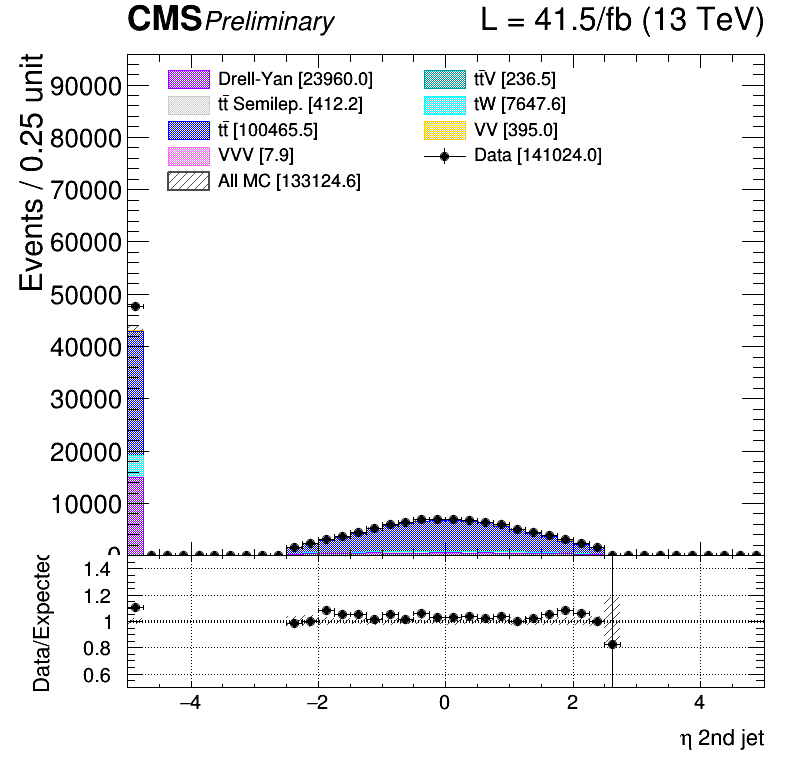 CMS Preliminary L = 41.5/fb (13 TeV)
Events / 0.25 unit
Drell-Yan [23960.0]
tt̄ Semilep. [412.2]
tt̄ [100465.5]
VVV [7.9]
All MC [133124.6]
tt̄V [236.5]
tW [7647.6]
VV [395.0]
Data [141024.0]
90000
80000
70000
60000
50000
40000
30000
20000
10000
0
Data/Expected
1.4
1.2
1
0.8
0.6
−4 −2 0 2 4
η 2nd jet